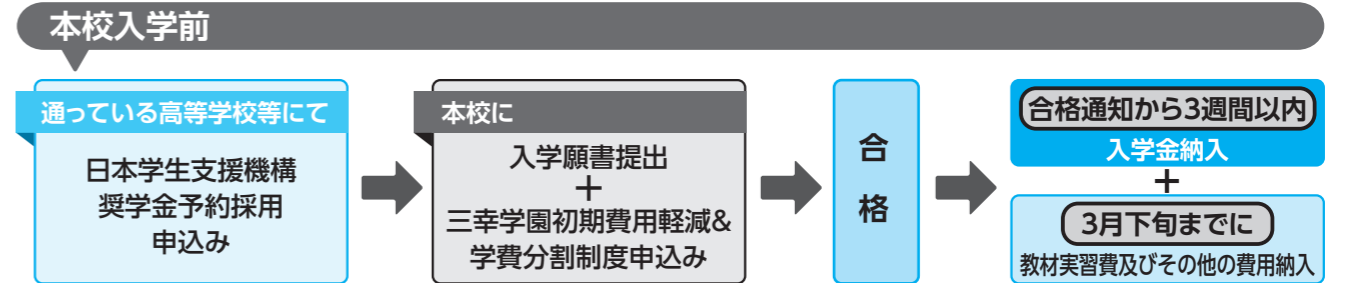 本校入学前
通っている高等学校等にて
日本学生支援機構
奨学金予約採用
申込み
本校に
入学願書提出
+
三幸学園初期費用軽減&
学費分割制度申込み
合
格
合格通知から3週間以内
入学金納入
+
3月下旬までに
教材実習費及びその他の費用納入